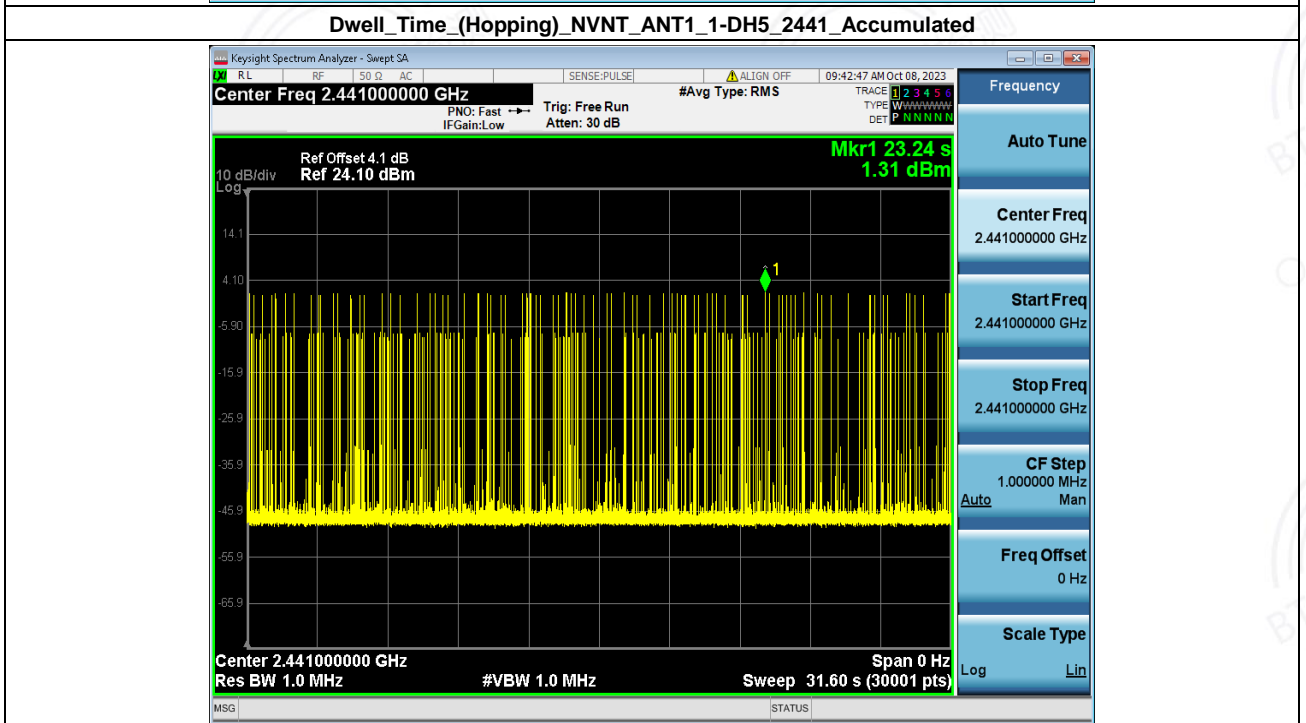 Dwell_Time_(Hopping)_NVNT_ANT1_1-DH5_2441_Accumulated
Keysight Spectrum Analyzer - Swept SA
LXI RL RF 50 Ω AC SENSE:PULSE ALIGN OFF 09:42:47 AM Oct 08, 2023
Center Freq 2.441000000 GHz #Avg Type: RMS TRACE 1 2 3 4 5 6
PNO: Fast Trig: Free Run TYPE WWWWWW
IFGain:Low Atten: 30 dB DET P N N N N N
Mkr1 23.24 s
1.31 dBm
Ref Offset 4.1 dB
10 dB/div Ref 24.10 dBm
Log
14.1
4.10
-5.90
-15.9
-25.9
-35.9
-45.9
-55.9
-65.9
1
Center 2.441000000 GHz Span 0 Hz
Res BW 1.0 MHz #VBW 1.0 MHz Sweep 31.60 s (30001 pts)
MSG STATUS
Frequency
Auto Tune
Center Freq
2.441000000 GHz
Start Freq
2.441000000 GHz
Stop Freq
2.441000000 GHz
CF Step
1.000000 MHz
Auto Man
Freq Offset
0 Hz
Scale Type
Log Lin